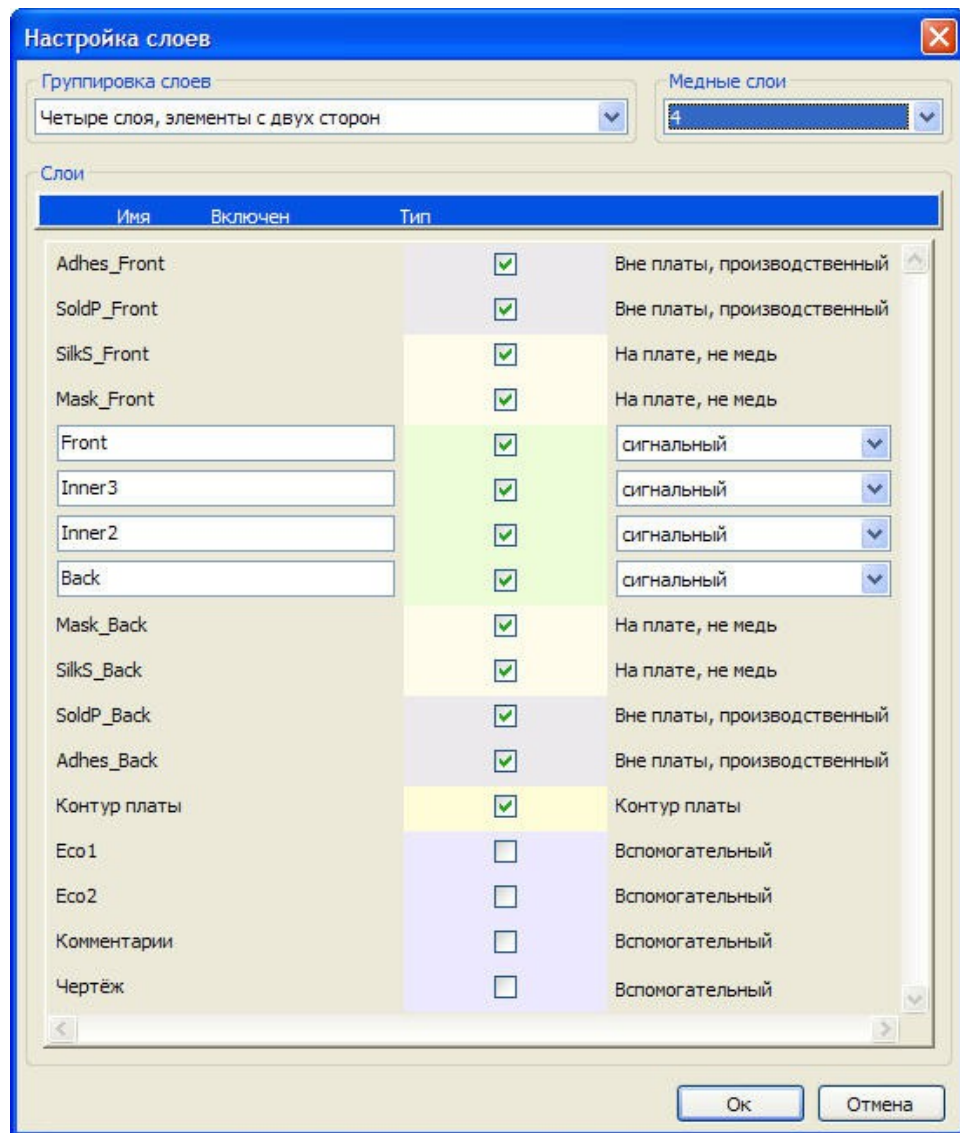 Настройка слоев
Группировка слоев Медные слои
Четыре слоя, элементы с двух сторон 4
Слои
Имя Включен Тип
Adhes_Front Вне платы, производственный
SoldP_Front Вне платы, производственный
SilkS_Front На плате, не медь
Mask_Front На плате, не медь
Front сигнальный
Inner3 сигнальный
Inner2 сигнальный
Back сигнальный
Mask_Back На плате, не медь
SilkS_Back На плате, не медь
SoldP_Back Вне платы, производственный
Adhes_Back Вне платы, производственный
Контур платы Контур платы
Eco1 Вспомогательный
Eco2 Вспомогательный
Комментарии Вспомогательный
Чертёж Вспомогательный
Ок Отмена